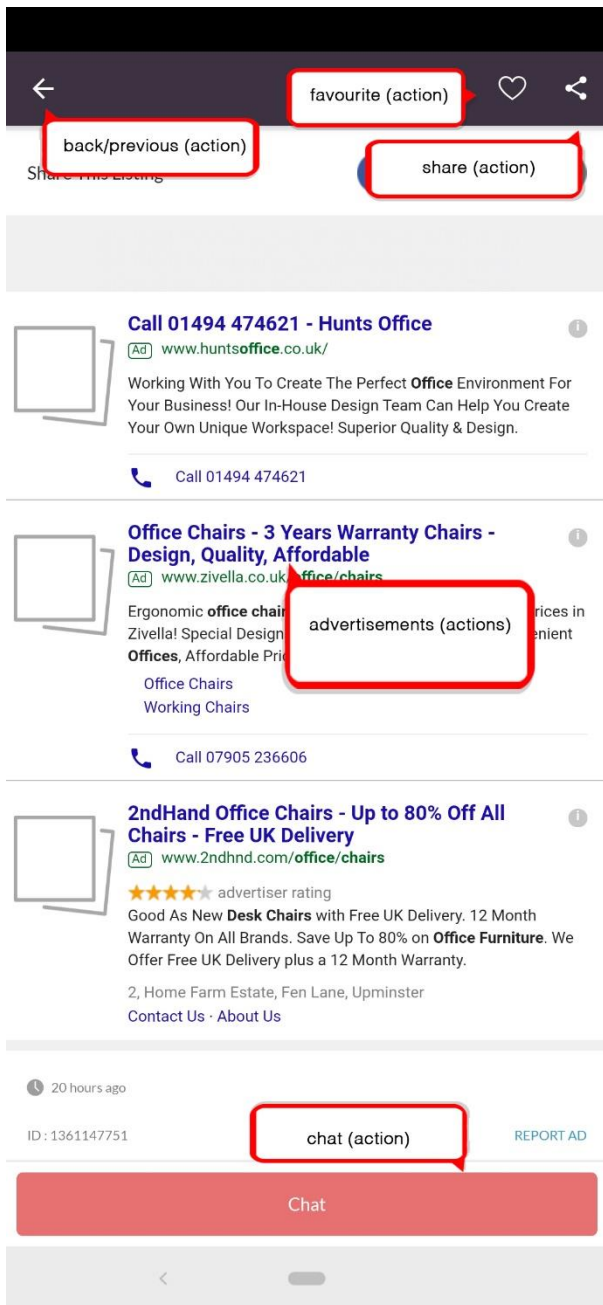 favourite (action)
back/previous (action)
share (action)
Share This Listing
Call 01494 474621 - Hunts Office
Ad www.huntsoffice.co.uk/
Working With You To Create The Perfect Office Environment For
Your Business! Our In-House Design Team Can Help You Create
Your Own Unique Workspace! Superior Quality & Design.
Call 01494 474621
Office Chairs - 3 Years Warranty Chairs -
Design, Quality, Affordable
Ad www.zivella.co.uk/office/chairs
Ergonomic office chair rices in
advertisements (actions)
Zivella! Special Design enient
Offices, Affordable Pri
Office Chairs
Working Chairs
Call 07905 236606
2ndHand Office Chairs - Up to 80% Off All
Chairs - Free UK Delivery
Ad www.2ndhnd.com/office/chairs
advertiser rating
Good As New Desk Chairs with Free UK Delivery. 12 Month
Warranty On All Brands. Save Up To 80% on Office Furniture. We
Offer Free UK Delivery plus a 12 Month Warranty.
2, Home Farm Estate, Fen Lane, Upminster
Contact Us · About Us
20 hours ago
ID : 1361147751
chat (action)
REPORT AD
Chat